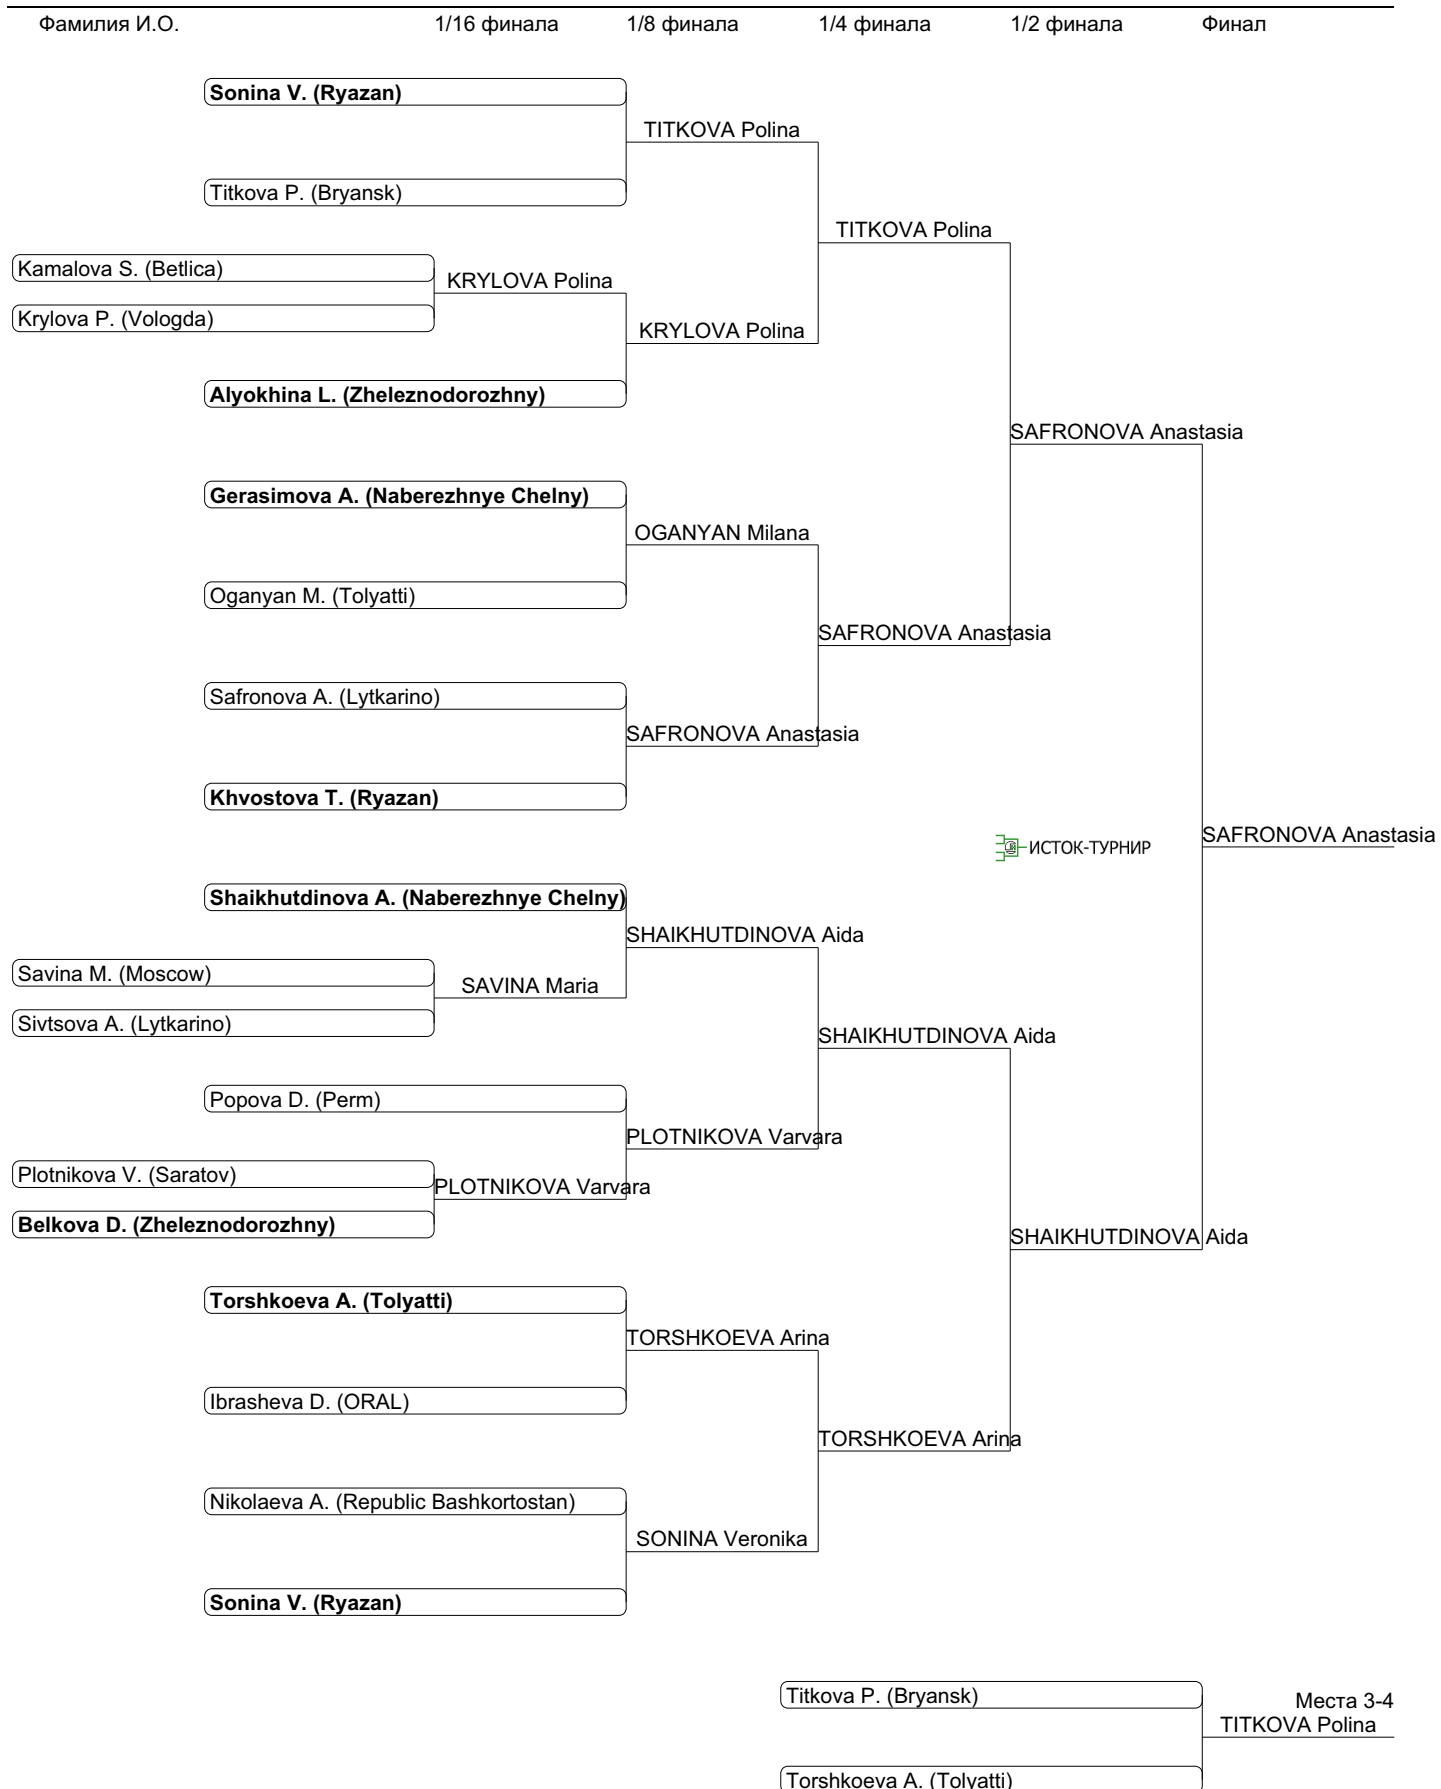 Фамилия И.О. 1/16 финала 1/8 финала 1/4 финала 1/2 финала Финал
Sonina V. (Ryazan)
TITKOVA Polina
Titkova P. (Bryansk)
TITKOVA Polina
Kamalova S. (Betlica)
KRYLOVA Polina
Krylova P. (Vologda)
KRYLOVA Polina
Alyokhina L. (Zheleznodorozhny)
SAFRONOVA Anastasia
Gerasimova A. (Naberezhnye Chelny)
OGANYAN Milana
Oganyan M. (Tolyatti)
SAFRONOVA Anastasia
Safronova A. (Lytkarino)
SAFRONOVA Anastasia
Khvostova T. (Ryazan)
SAFRONOVA Anastasia
ИСТОК-ТУРНИР
Shaikhutdinova A. (Naberezhnye Chelny)
SHAIKHUTDINOVA Aida
Savina M. (Moscow)
SAVINA Maria
Sivtsova A. (Lytkarino)
SHAIKHUTDINOVA Aida
Popova D. (Perm)
PLOTNIKOVA Varvara
Plotnikova V. (Saratov)
PLOTNIKOVA Varvara
Belkova D. (Zheleznodorozhny)
SHAIKHUTDINOVA Aida
Torshkoeva A. (Tolyatti)
TORSHKOEVA Arina
Ibrasheva D. (ORAL)
TORSHKOEVA Arina
Nikolaeva A. (Republic Bashkortostan)
SONINA Veronika
Sonina V. (Ryazan)
Titkova P. (Bryansk)
Места 3-4
TITKOVA Polina
Torshkoeva A. (Tolyatti)